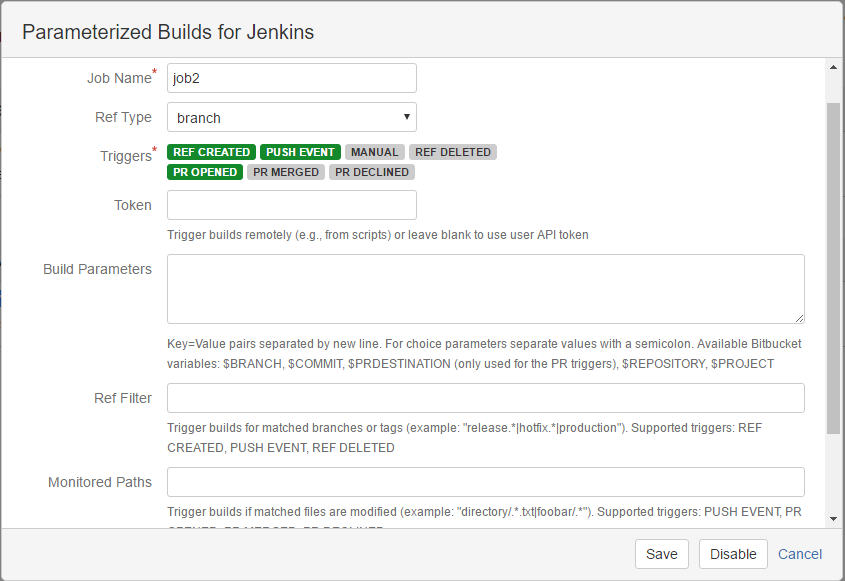 Parameterized Builds for Jenkins
Job Name* job2
Ref Type branch
Triggers* REF CREATED PUSH EVENT MANUAL REF DELETED
PR OPENED PR MERGED PR DECLINED
Token
Trigger builds remotely (e.g., from scripts) or leave blank to use user API token
Build Parameters
Key=Value pairs separated by new line. For choice parameters separate values with a semicolon. Available Bitbucket
variables: $BRANCH, $COMMIT, $PRDESTINATION (only used for the PR triggers), $REPOSITORY, $PROJECT
Ref Filter
Trigger builds for matched branches or tags (example: "release.*|hotfix.*|production"). Supported triggers: REF
CREATED, PUSH EVENT, REF DELETED
Monitored Paths
Trigger builds if matched files are modified (example: "directory/.*.txt|foobar/.*"). Supported triggers: PUSH EVENT, PR
OPENED, PR MERGED, PR DECLINED
Save Disable Cancel